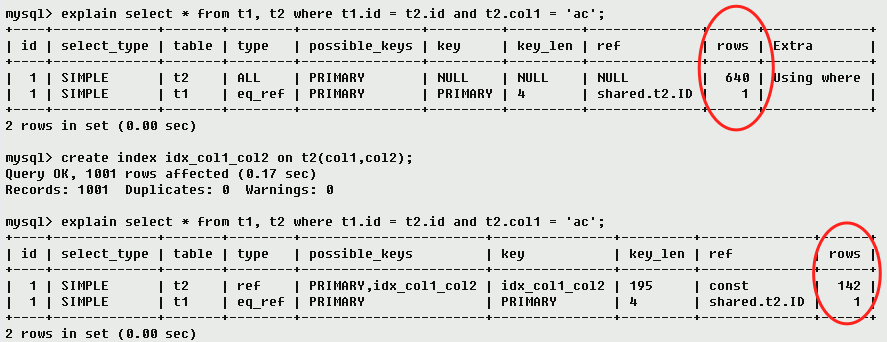 mysql> explain select * from t1, t2 where t1.id = t2.id and t2.col1 = 'ac';
+----+-------------+-------+--------+---------------+---------+---------+--------------+------+-------------+
| id | select_type | table | type   | possible_keys | key     | key_len | ref          | rows | Extra       |
+----+-------------+-------+--------+---------------+---------+---------+--------------+------+-------------+
|  1 | SIMPLE      | t2    | ALL    | PRIMARY       | NULL    | NULL    | NULL         |  640 | Using where |
|  1 | SIMPLE      | t1    | eq_ref | PRIMARY       | PRIMARY | 4       | shared.t2.ID |    1 |             |
+----+-------------+-------+--------+---------------+---------+---------+--------------+------+-------------+
2 rows in set (0.00 sec)
mysql> create index idx_col1_col2 on t2(col1,col2);
Query OK, 1001 rows affected (0.17 sec)
Records: 1001  Duplicates: 0  Warnings: 0
mysql> explain select * from t1, t2 where t1.id = t2.id and t2.col1 = 'ac';
+----+-------------+-------+--------+-----------------------+---------------+---------+--------------+------+
| id | select_type | table | type   | possible_keys         | key           | key_len | ref          | rows |
+----+-------------+-------+--------+-----------------------+---------------+---------+--------------+------+
|  1 | SIMPLE      | t2    | ref    | PRIMARY,idx_col1_col2 | idx_col1_col2 | 195     | const        |  142 |
|  1 | SIMPLE      | t1    | eq_ref | PRIMARY               | PRIMARY       | 4       | shared.t2.ID |    1 |
+----+-------------+-------+--------+-----------------------+---------------+---------+--------------+------+
2 rows in set (0.00 sec)